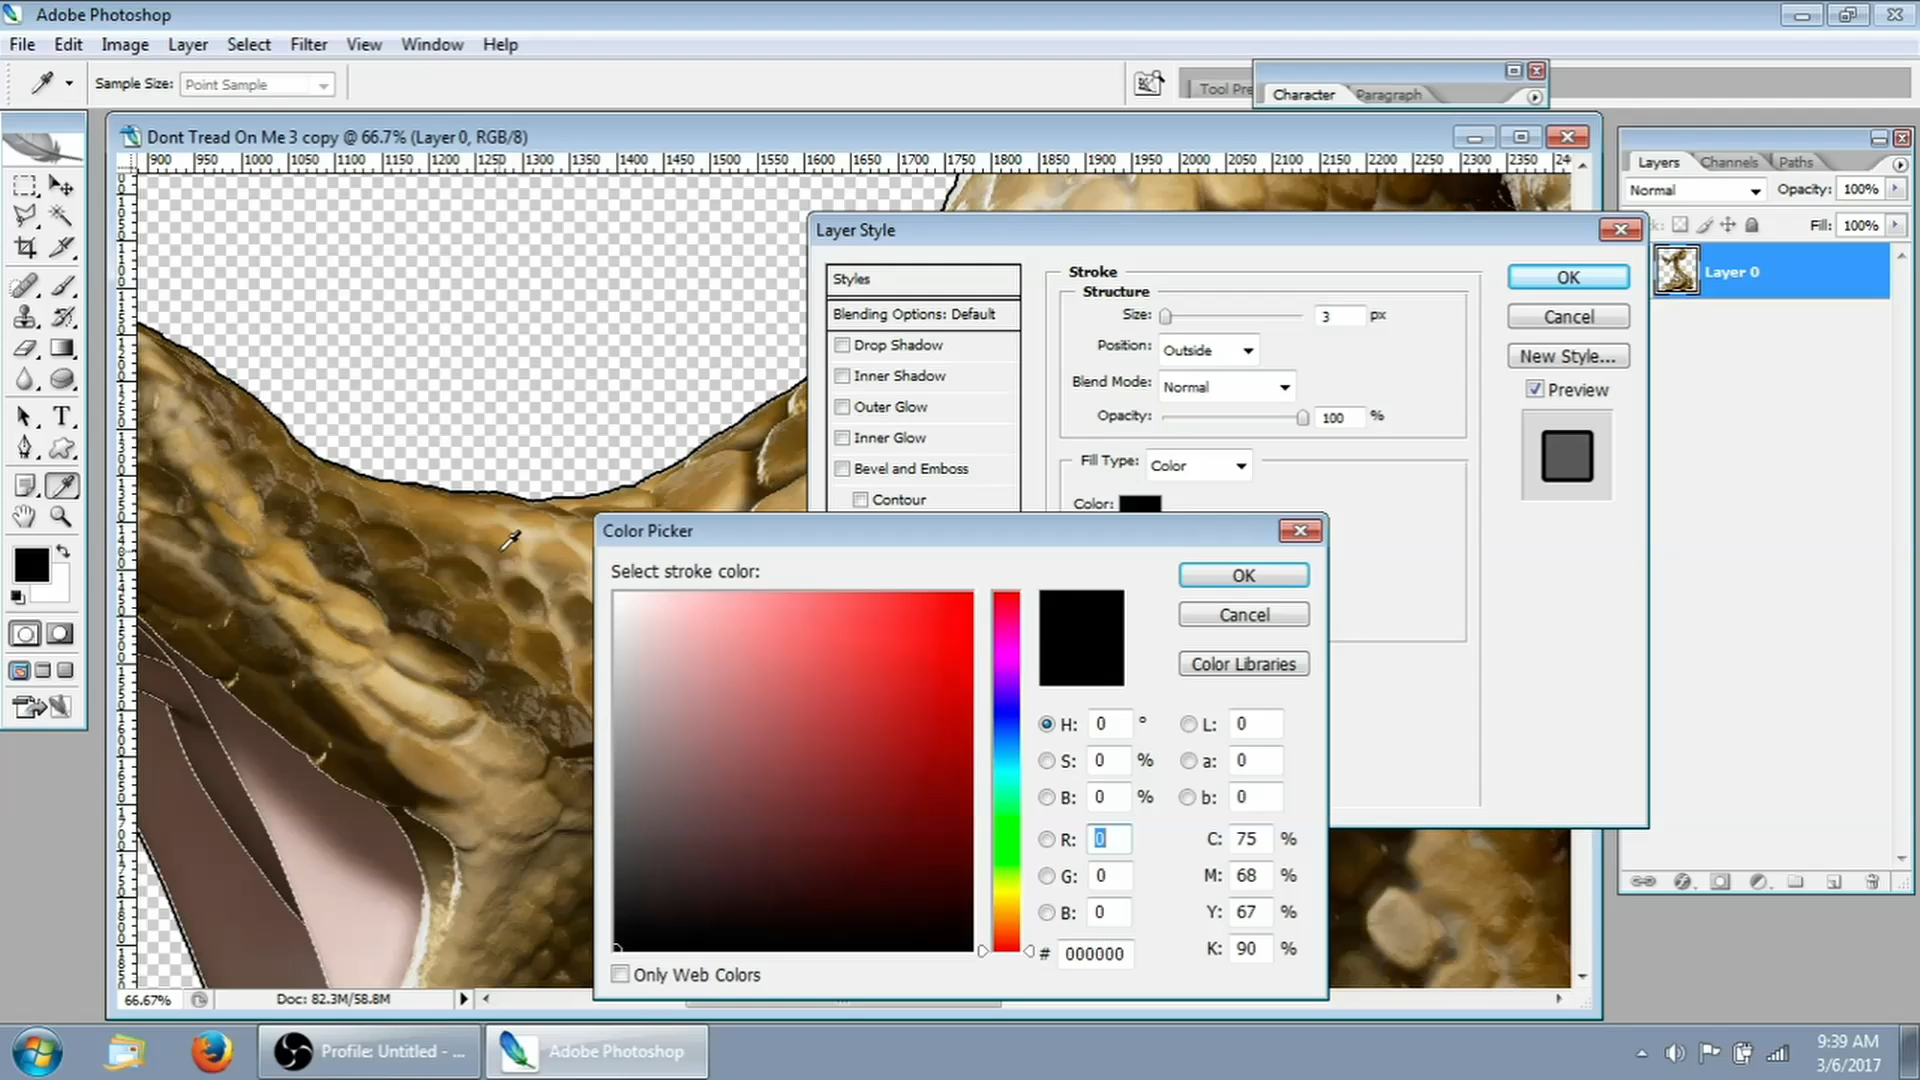 Adobe Photoshop
File Edit Image Layer Select Filter View Window Help
Sample Size: Point Sample
Tool Pre
Character Paragraph
Dont Tread On Me 3 copy @ 66.7% (Layer 0, RGB/8)
900 950 1000 1050 1100 1150 1200 1250 1300 1350 1400 1450 1500 1550 1600 1650 1700 1750 1800 1850 1900 1950 2000 2050 2100 2150 2200 2250 2300 2350 24
Layers Channels Paths
Normal Opacity: 100%
Fill: 100%
Layer 0
Layer Style
Styles
Blending Options: Default
Drop Shadow
Inner Shadow
Outer Glow
Inner Glow
Bevel and Emboss
Contour
Stroke
Structure
Size: 3 px
Position: Outside
Blend Mode: Normal
Opacity: 100 %
Fill Type: Color
Color:
OK
Cancel
New Style...
Preview
Color Picker
Select stroke color:
OK
Cancel
Color Libraries
H: 0 ° L: 0
S: 0 % a: 0
B: 0 % b: 0
R: 0 C: 75 %
G: 0 M: 68 %
B: 0 Y: 67 %
# 000000 K: 90 %
Only Web Colors
66.67% Doc: 82.3M/58.8M
Profile: Untitled - ...
Adobe Photoshop
9:39 AM
3/6/2017